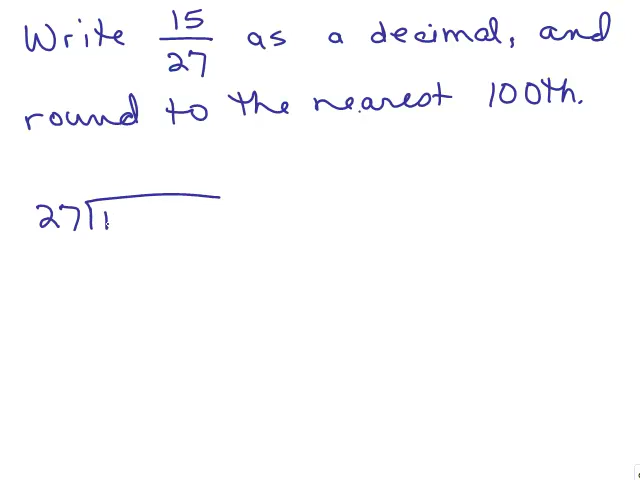 Write 15/27 as a decimal, and
round to the nearest 100th.
27⟌1